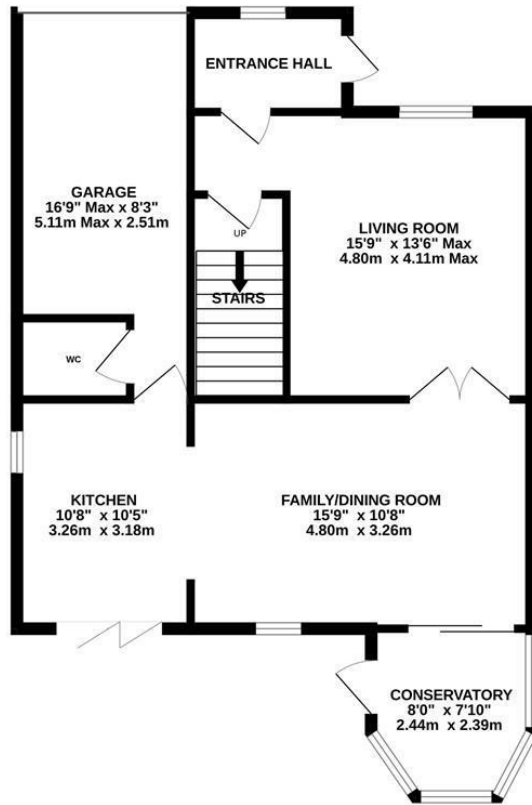 ENTRANCE HALL
GARAGE
16'9" Max x 8'3"
5.11m Max x 2.51m
LIVING ROOM
15'9" x 13'6" Max
4.80m x 4.11m Max
UP
STAIRS
WC
KITCHEN
10'8" x 10'5"
3.26m x 3.18m
FAMILY/DINING ROOM
15'9" x 10'8"
4.80m x 3.26m
CONSERVATORY
8'0" x 7'10"
2.44m x 2.39m